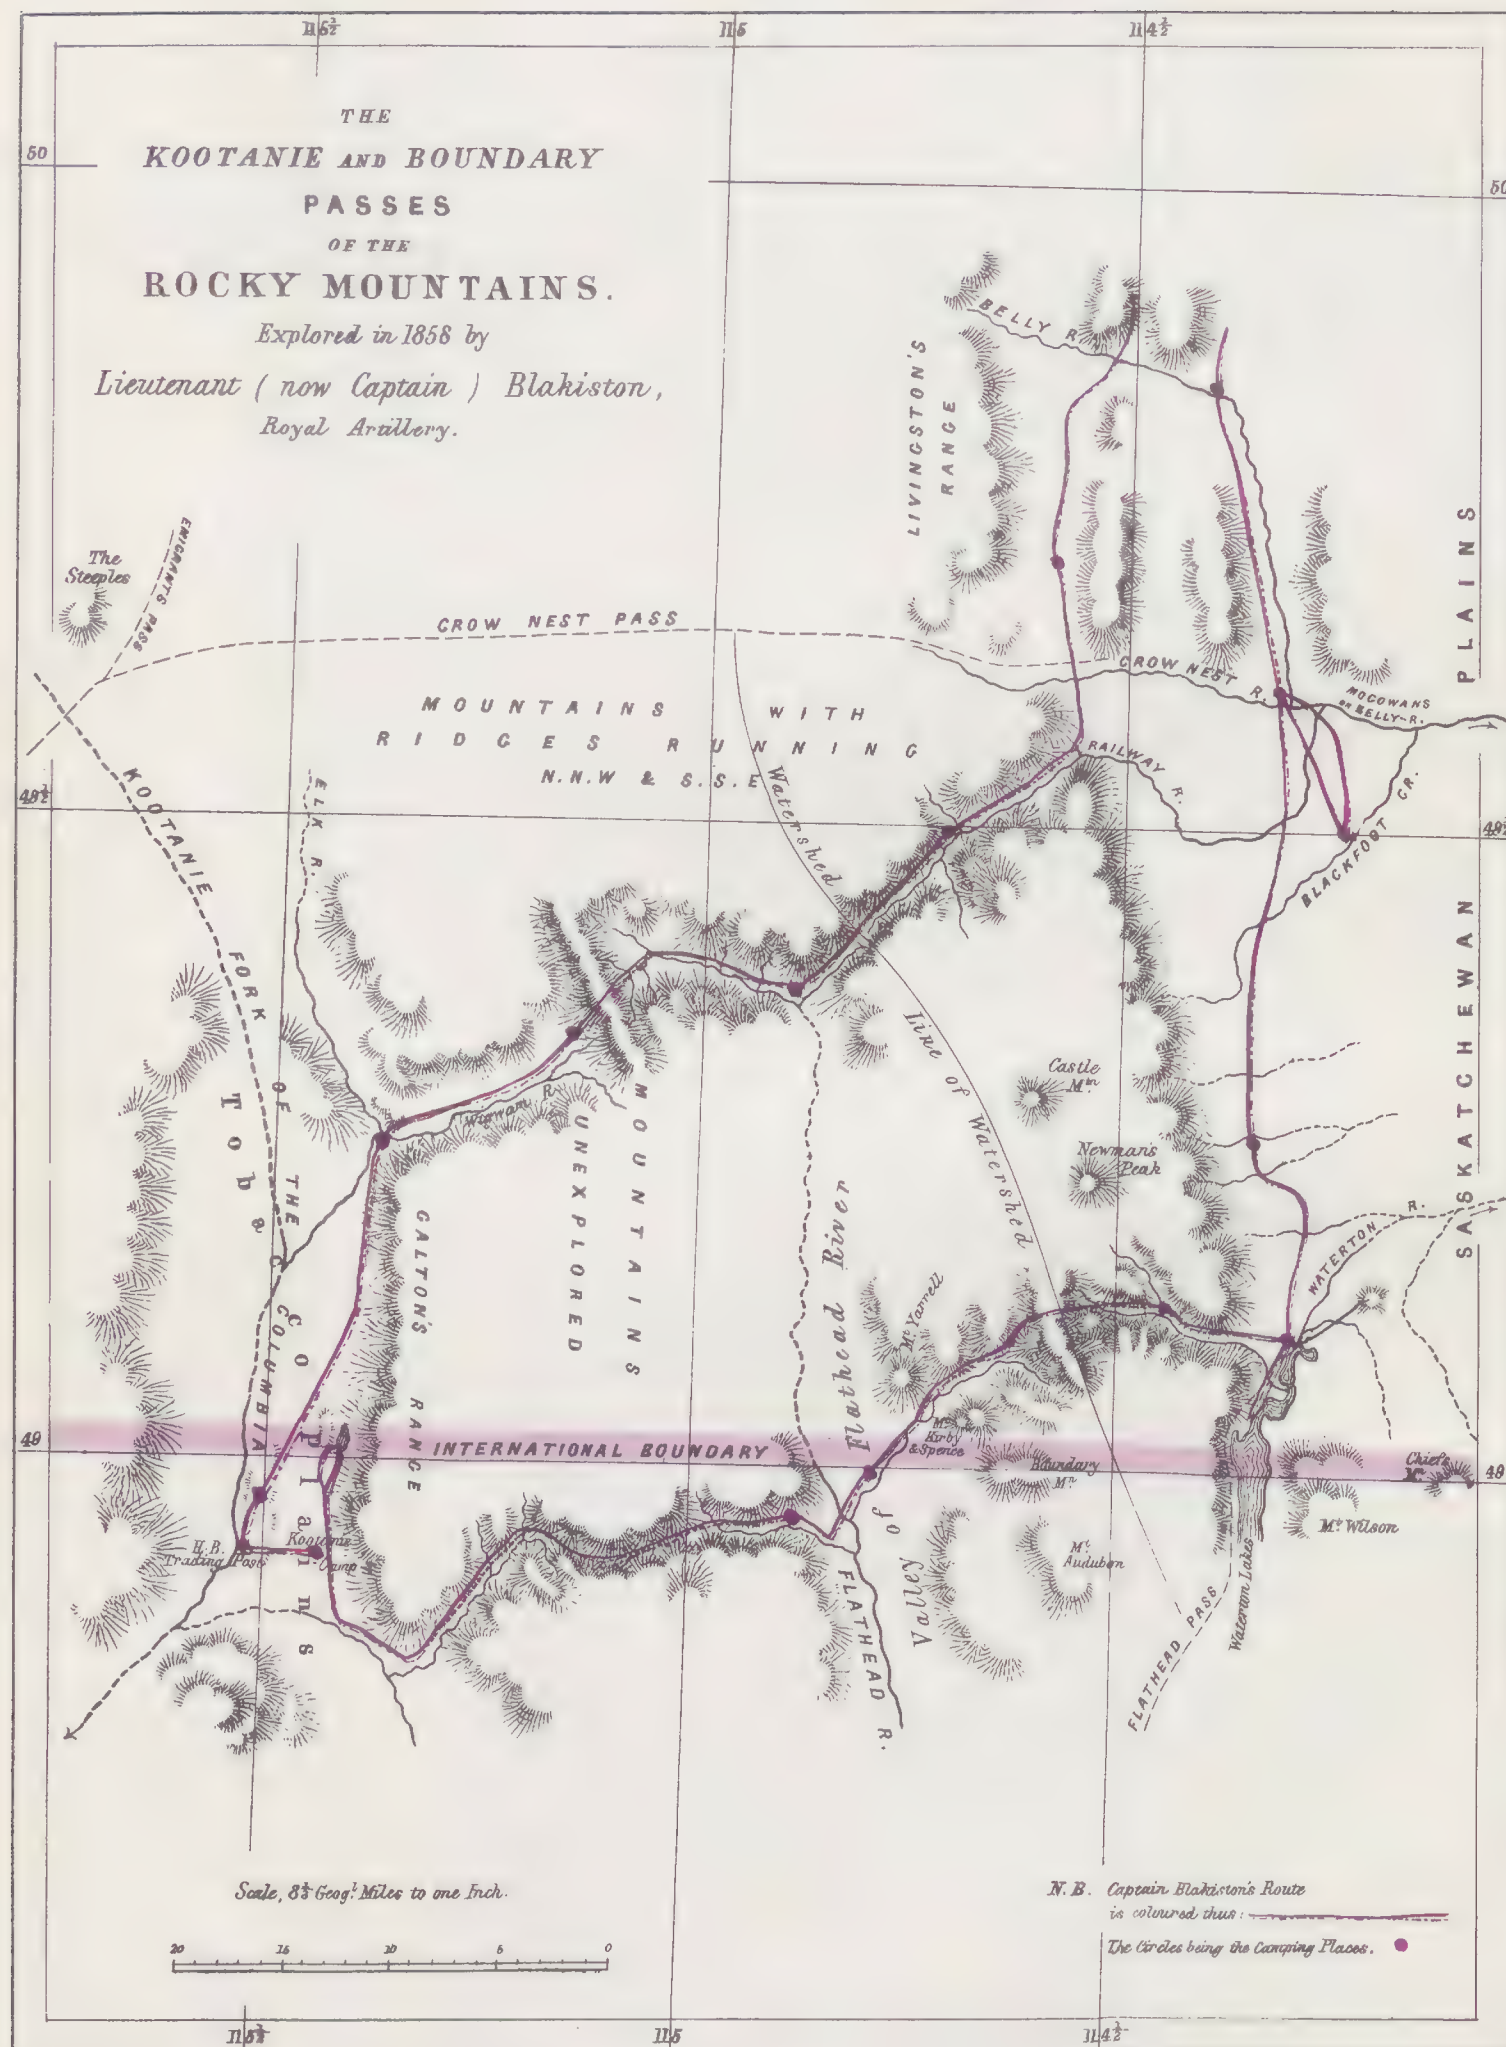 115½
115
114½
THE
KOOTANIE AND BOUNDARY
PASSES
OF THE
ROCKY MOUNTAINS.
Explored in 1858 by
Lieutenant ( now Captain ) Blakiston,
Royal Artillery.
50
50
BELLY R.
LIVINGSTON'S
RANGE
The
Steeples
EMIGRANTS PASS
CROW NEST PASS
CROW NEST R.
MOCOWANS
OR BELLY-R.
PLAINS
MOUNTAINS WITH
RIDGES RUNNING
N.N.W & S.S.E
Watershed
RAILWAY R.
49½
49½
ELK R.
KOOTANIE FORK OF THE COLUMBIA
BLACKFOOT CR.
SASKATCHEWAN
Line of Watershed
Castle
Mtn
Newman's
Peak
Wigwam R.
UNEXPLORED
MOUNTAINS
Tobacco Plains
GALTON'S RANGE
Flathead River
WATERTON R.
Mt. Yarrell
Mts
Kirby
& Spence
49
INTERNATIONAL BOUNDARY
Boundary
Mn
Chief's
Mt.
49
Mt. Wilson
H.B.
Trading Post
Kootanie
Camp
Mt.
Audubon
Valley of
FLATHEAD R.
FLATHEAD PASS
Waterton Lakes
Scale, 8⅓ Geogl. Miles to one Inch.
20 15 10 5 0
N.B. Captain Blakiston's Route
is coloured thus:
The Circles being the Camping Places.
115½
115
114½